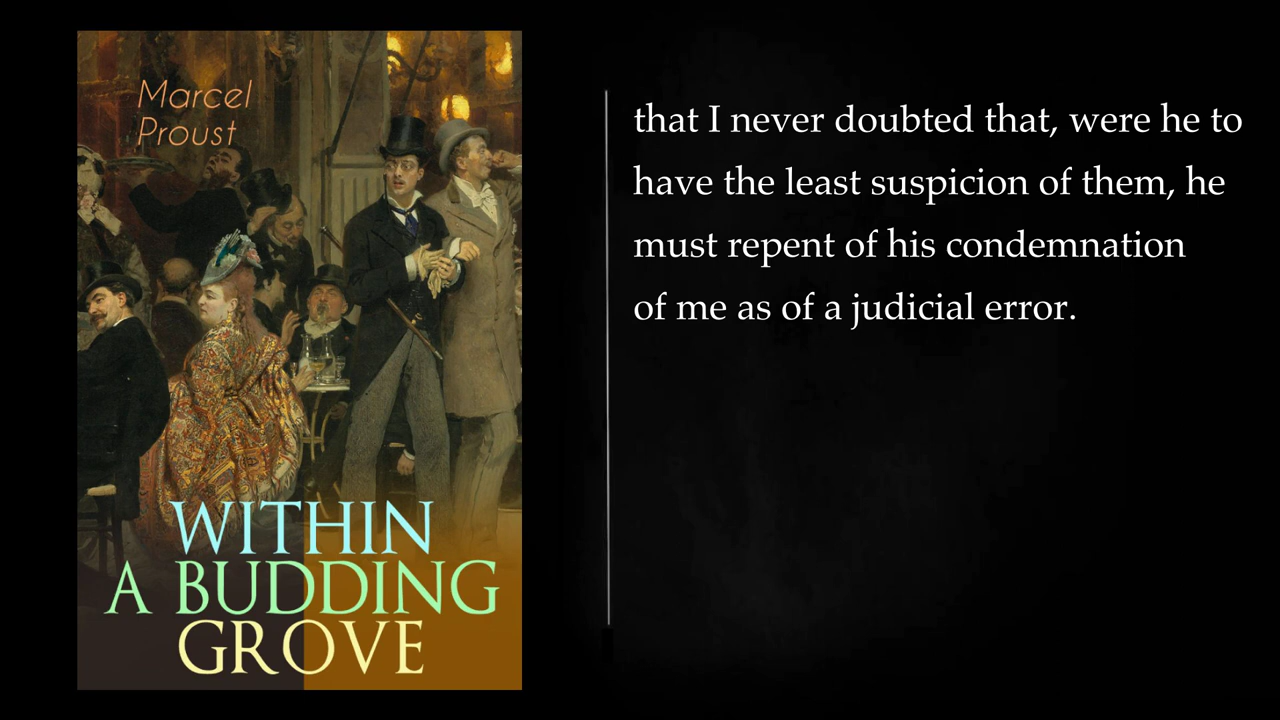 Marcel
Proust
WITHIN
A BUDDING
GROVE
that I never doubted that, were he to
have the least suspicion of them, he
must repent of his condemnation
of me as of a judicial error.